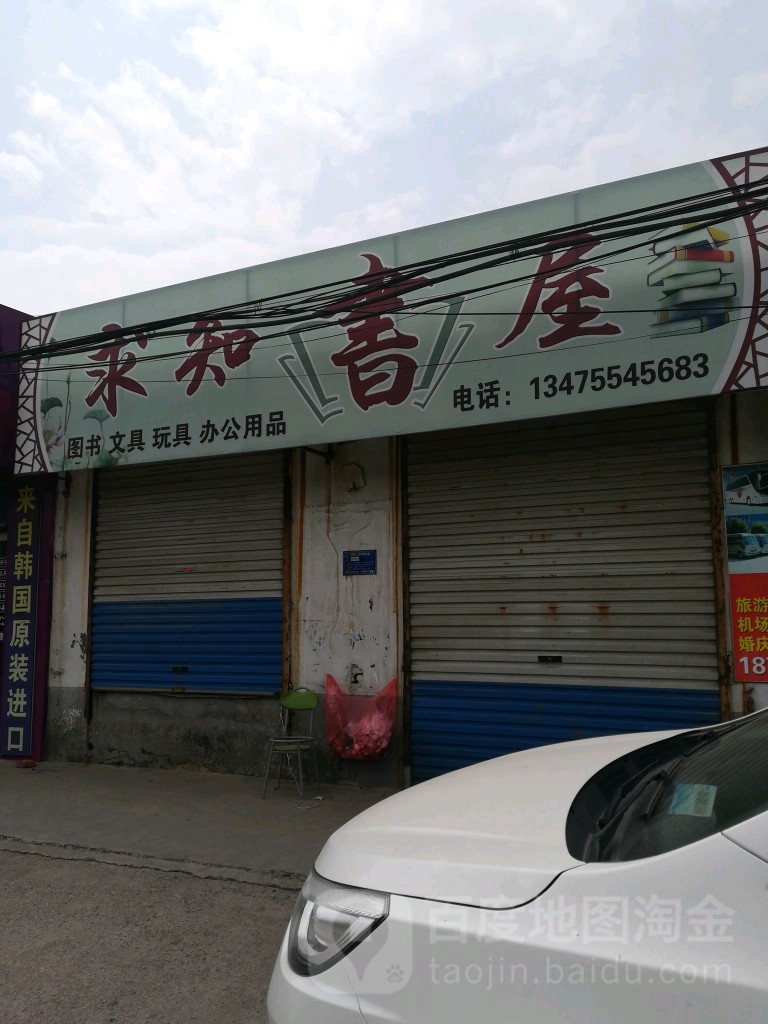 求知书屋
图书 文具 玩具 办公用品
电话：13475545683
来自韩国原装进口
旅游
机场
婚庆
187
百度地图淘金
taojin.baidu.com